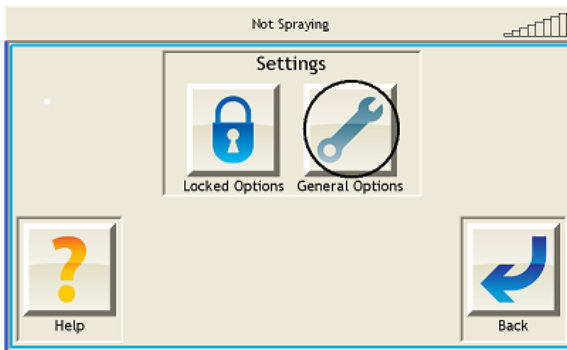 Not Spraying
Settings
Locked Options General Options
Help
Back